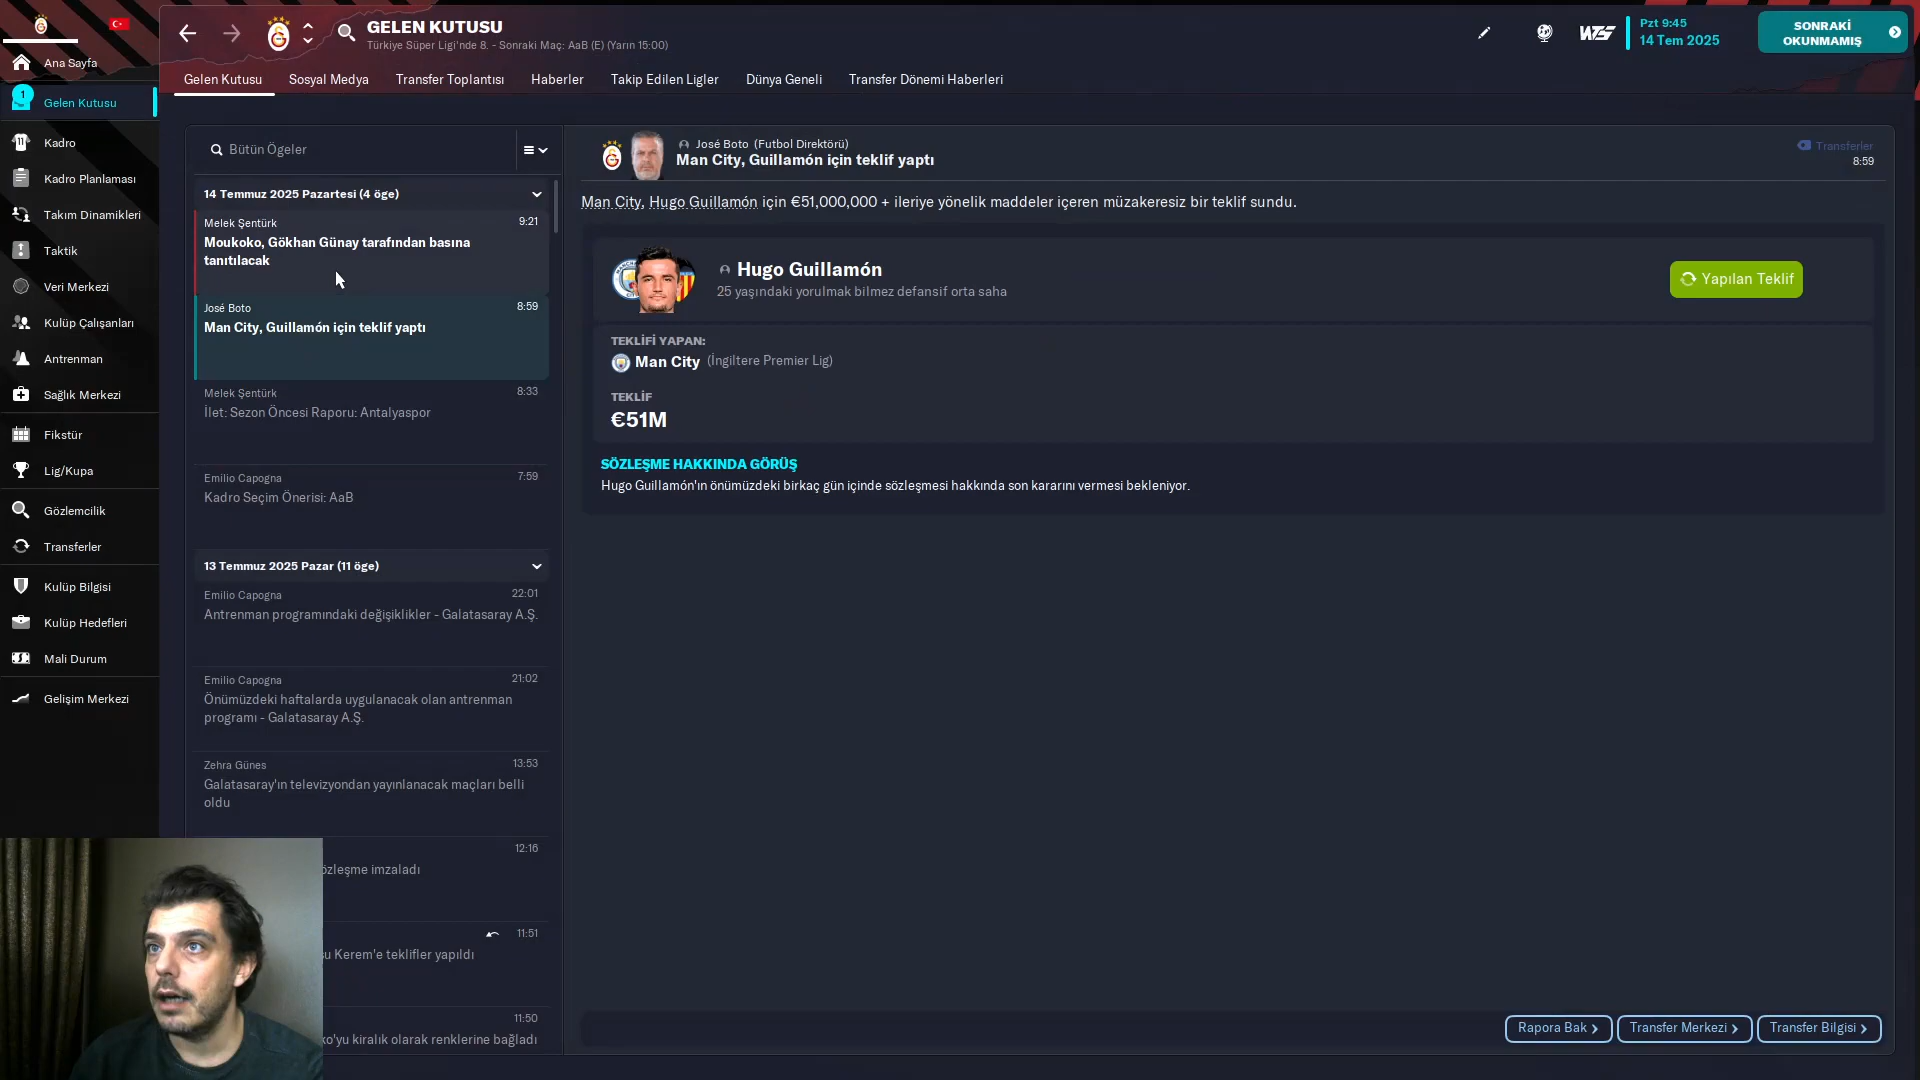 GELEN KUTUSU
Türkiye Süper Ligi'nde 8. - Sonraki Maç: AaB (E) (Yarın 15:00)
Pzt 9:45
14 Tem 2025
SONRAKİ
OKUNMAMIŞ
Gelen Kutusu
Sosyal Medya
Transfer Toplantısı
Haberler
Takip Edilen Ligler
Dünya Geneli
Transfer Dönemi Haberleri
Ana Sayfa
1
Gelen Kutusu
Kadro
Kadro Planlaması
Takım Dinamikleri
Taktik
Veri Merkezi
Kulüp Çalışanları
Antrenman
Sağlık Merkezi
Fikstür
Lig/Kupa
Gözlemcilik
Transferler
Kulüp Bilgisi
Kulüp Hedefleri
Mali Durum
Gelişim Merkezi
Bütün Ögeler
14 Temmuz 2025 Pazartesi (4 öge)
Melek Şentürk 9:21
Moukoko, Gökhan Günay tarafından basına
tanıtılacak
José Boto 8:59
Man City, Guillamón için teklif yaptı
Melek Şentürk 8:33
İlet: Sezon Öncesi Raporu: Antalyaspor
Emilio Capogna 7:59
Kadro Seçim Önerisi: AaB
13 Temmuz 2025 Pazar (11 öge)
Emilio Capogna 22:01
Antrenman programındaki değişiklikler - Galatasaray A.Ş.
Emilio Capogna 21:02
Önümüzdeki haftalarda uygulanacak olan antrenman
programı - Galatasaray A.Ş.
Zehra Günes 13:53
Galatasaray'ın televizyondan yayınlanacak maçları belli
oldu
12:16
özleşme imzaladı
11:51
su Kerem'e teklifler yapıldı
11:50
ko'yu kiralık olarak renklerine bağladı
José Boto (Futbol Direktörü)
Man City, Guillamón için teklif yaptı
Transferler
8:59
Man City, Hugo Guillamón için €51,000,000 + ileriye yönelik maddeler içeren müzakeresiz bir teklif sundu.
Hugo Guillamón
25 yaşındaki yorulmak bilmez defansif orta saha
Yapılan Teklif
TEKLİFİ YAPAN:
Man City (İngiltere Premier Lig)
TEKLİF
€51M
SÖZLEŞME HAKKINDA GÖRÜŞ
Hugo Guillamón'ın önümüzdeki birkaç gün içinde sözleşmesi hakkında son kararını vermesi bekleniyor.
Rapora Bak
Transfer Merkezi
Transfer Bilgisi